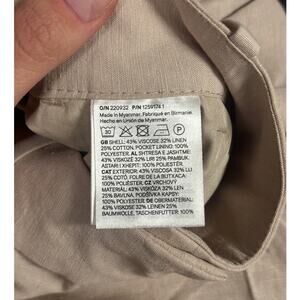 O/N 220932 P/N 1259174 1
Made in Myanmar, Fabriqué en Birmanie,
Hecho en Unión de Myanmar.
30 P
GB SHELL: 43% VISCOSE 32% LINEN
25% COTTON. POCKET LINING: 100%
POLYESTER. AL SHTRESË E JASHTME:
43% VISKOZË 32% LIRI 25% PAMBUK.
ASTARI I XHEPIT: 100% POLIESTER.
CAT EXTERIOR: 43% VISCOSA 32% LLI
25% COTÓ. FOLRE DE LA BUTXACA:
100% POLIÈSTER. CZ VRCHOVÝ
MATERIÁL: 43% VISKÓZA 32% LEN
25% BAVLNA. PODŠÍVKA KAPSY:
100% POLYESTER. DE OBERMATERIAL:
43% VISKOSE 32% LEINEN 25%
BAUMWOLLE. TASCHENFUTTER: 100%